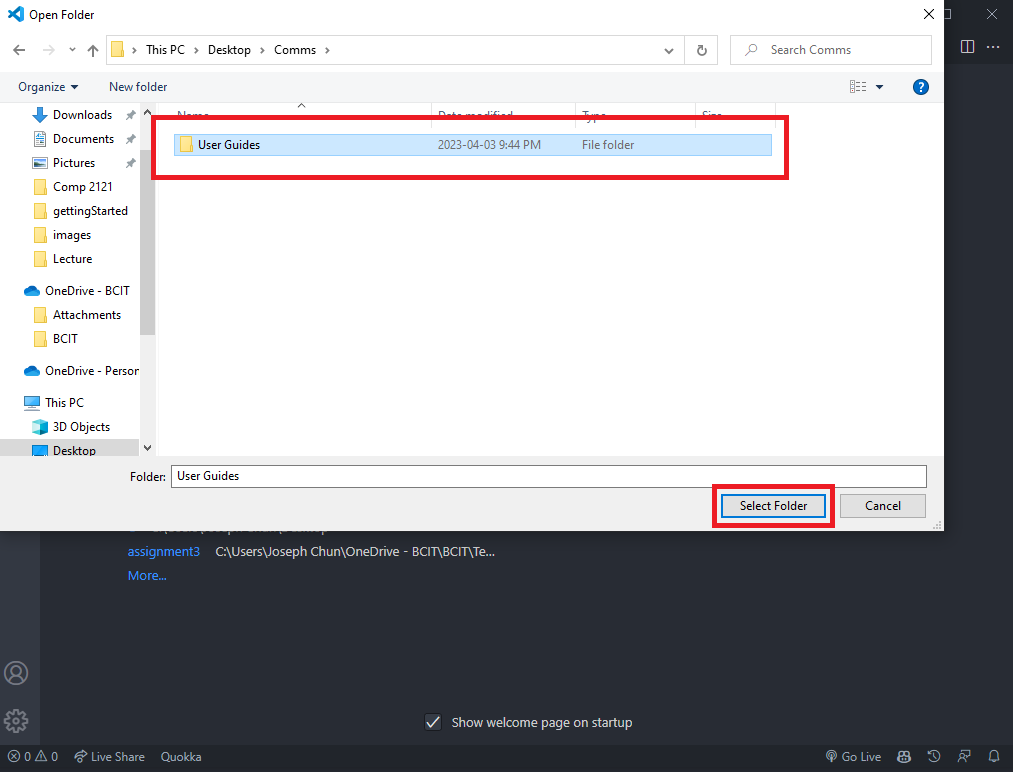 Open Folder
This PC > Desktop > Comms >
Search Comms
Organize
New folder
Name Date modified Type Size
User Guides 2023-04-03 9:44 PM File folder
Downloads
Documents
Pictures
Comp 2121
gettingStarted
images
Lecture
OneDrive - BCIT
Attachments
BCIT
OneDrive - Person
This PC
3D Objects
Desktop
Folder: User Guides
Select Folder Cancel
assignment3 C:\Users\Joseph Chun\OneDrive - BCIT\BCIT\Te...
More...
Show welcome page on startup
0 0 Live Share Quokka Go Live